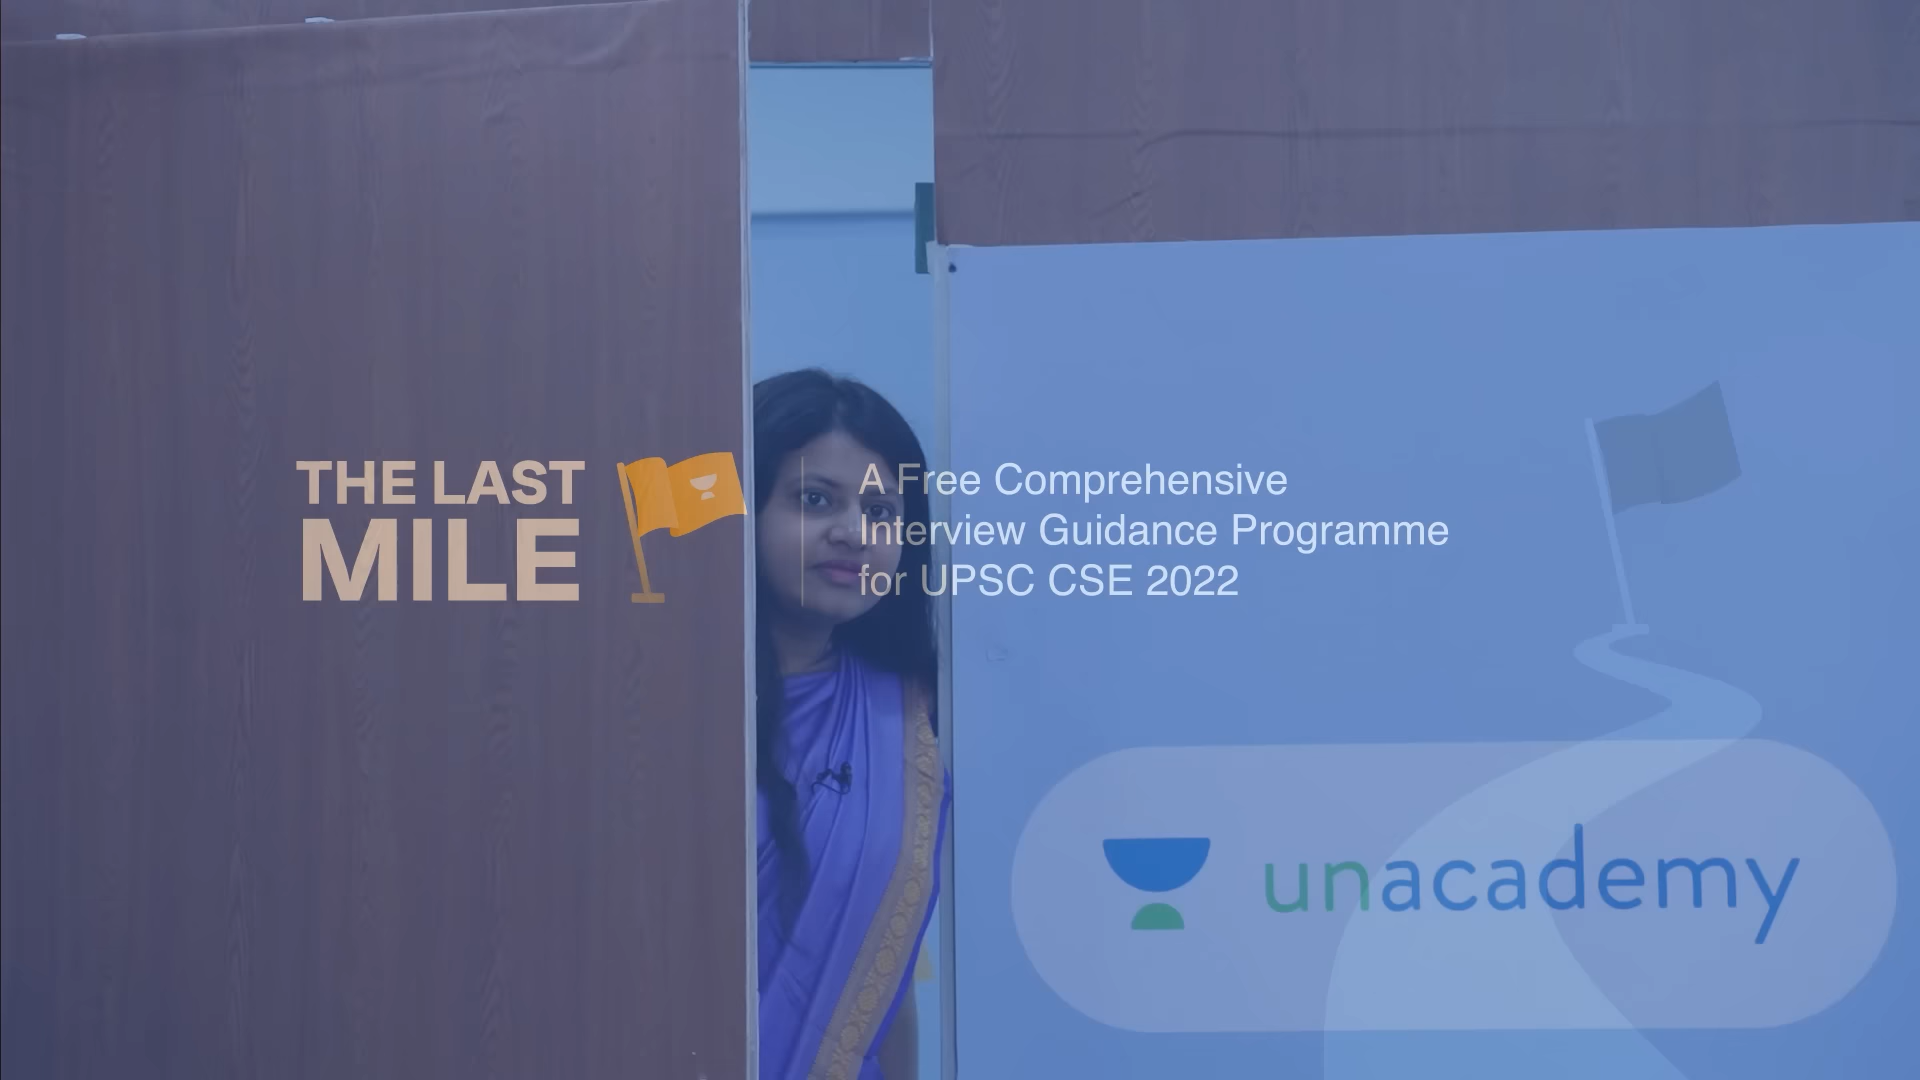 THE LAST
MILE
A Free Comprehensive
Interview Guidance Programme
for UPSC CSE 2022
unacademy